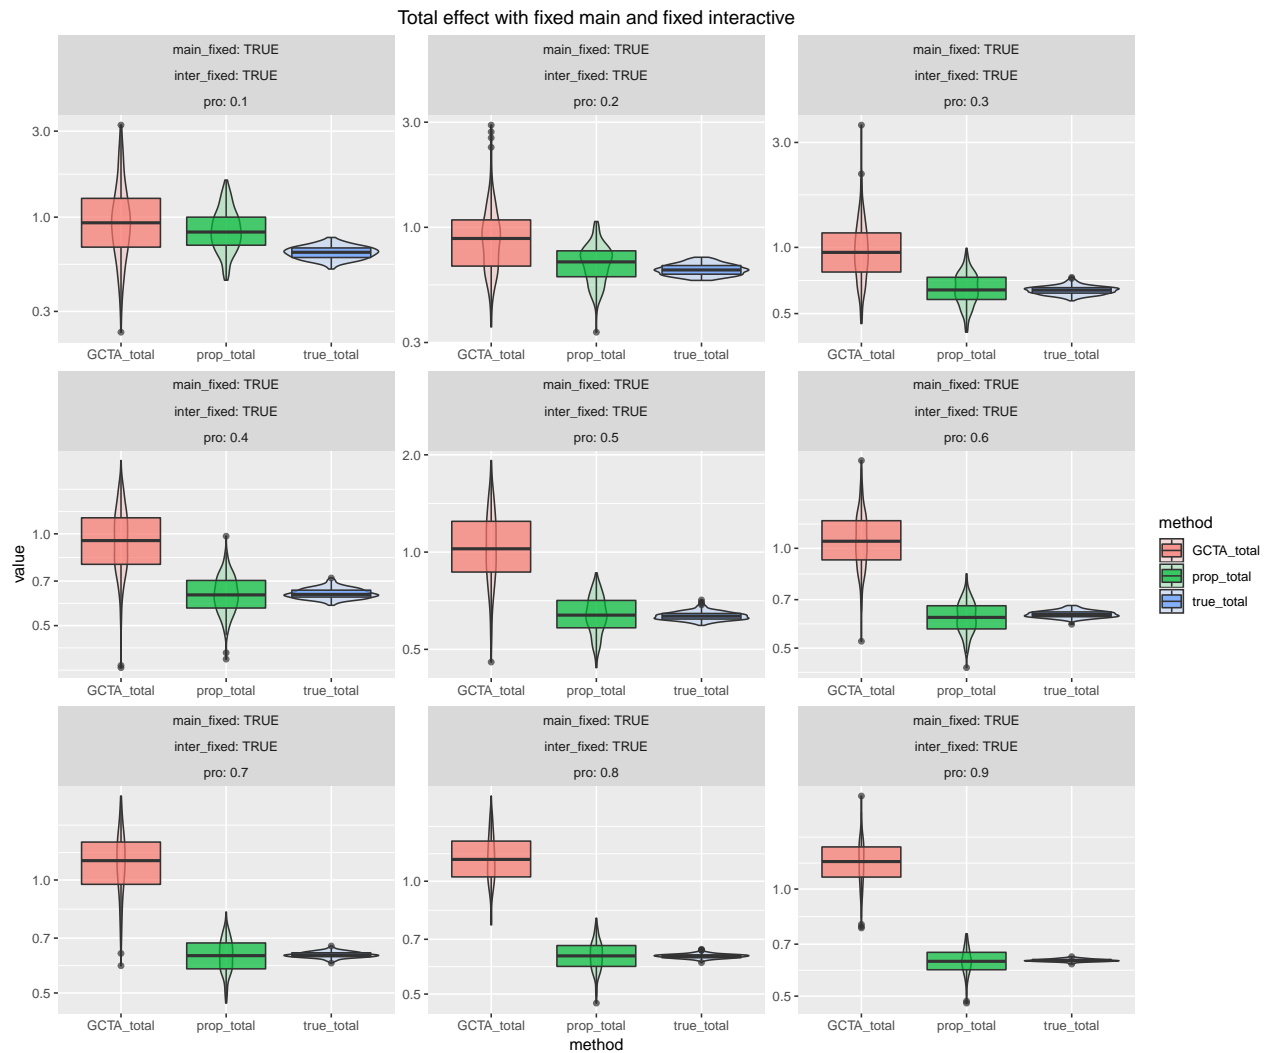 Total effect with fixed main and fixed interactive
main_fixed: TRUE
inter_fixed: TRUE
pro: 0.1
3.0
1.0
0.3
GCTA_total
prop_total
true_total
main_fixed: TRUE
inter_fixed: TRUE
pro: 0.2
3.0
1.0
0.3
GCTA_total
prop_total
true_total
main_fixed: TRUE
inter_fixed: TRUE
pro: 0.3
3.0
1.0
0.5
GCTA_total
prop_total
true_total
main_fixed: TRUE
inter_fixed: TRUE
pro: 0.4
1.0
0.7
0.5
GCTA_total
prop_total
true_total
main_fixed: TRUE
inter_fixed: TRUE
pro: 0.5
2.0
1.0
0.5
GCTA_total
prop_total
true_total
main_fixed: TRUE
inter_fixed: TRUE
pro: 0.6
1.0
0.7
0.5
GCTA_total
prop_total
true_total
main_fixed: TRUE
inter_fixed: TRUE
pro: 0.7
1.0
0.7
0.5
GCTA_total
prop_total
true_total
main_fixed: TRUE
inter_fixed: TRUE
pro: 0.8
1.0
0.7
0.5
GCTA_total
prop_total
true_total
main_fixed: TRUE
inter_fixed: TRUE
pro: 0.9
1.0
0.7
0.5
GCTA_total
prop_total
true_total
value
method
method
GCTA_total
prop_total
true_total